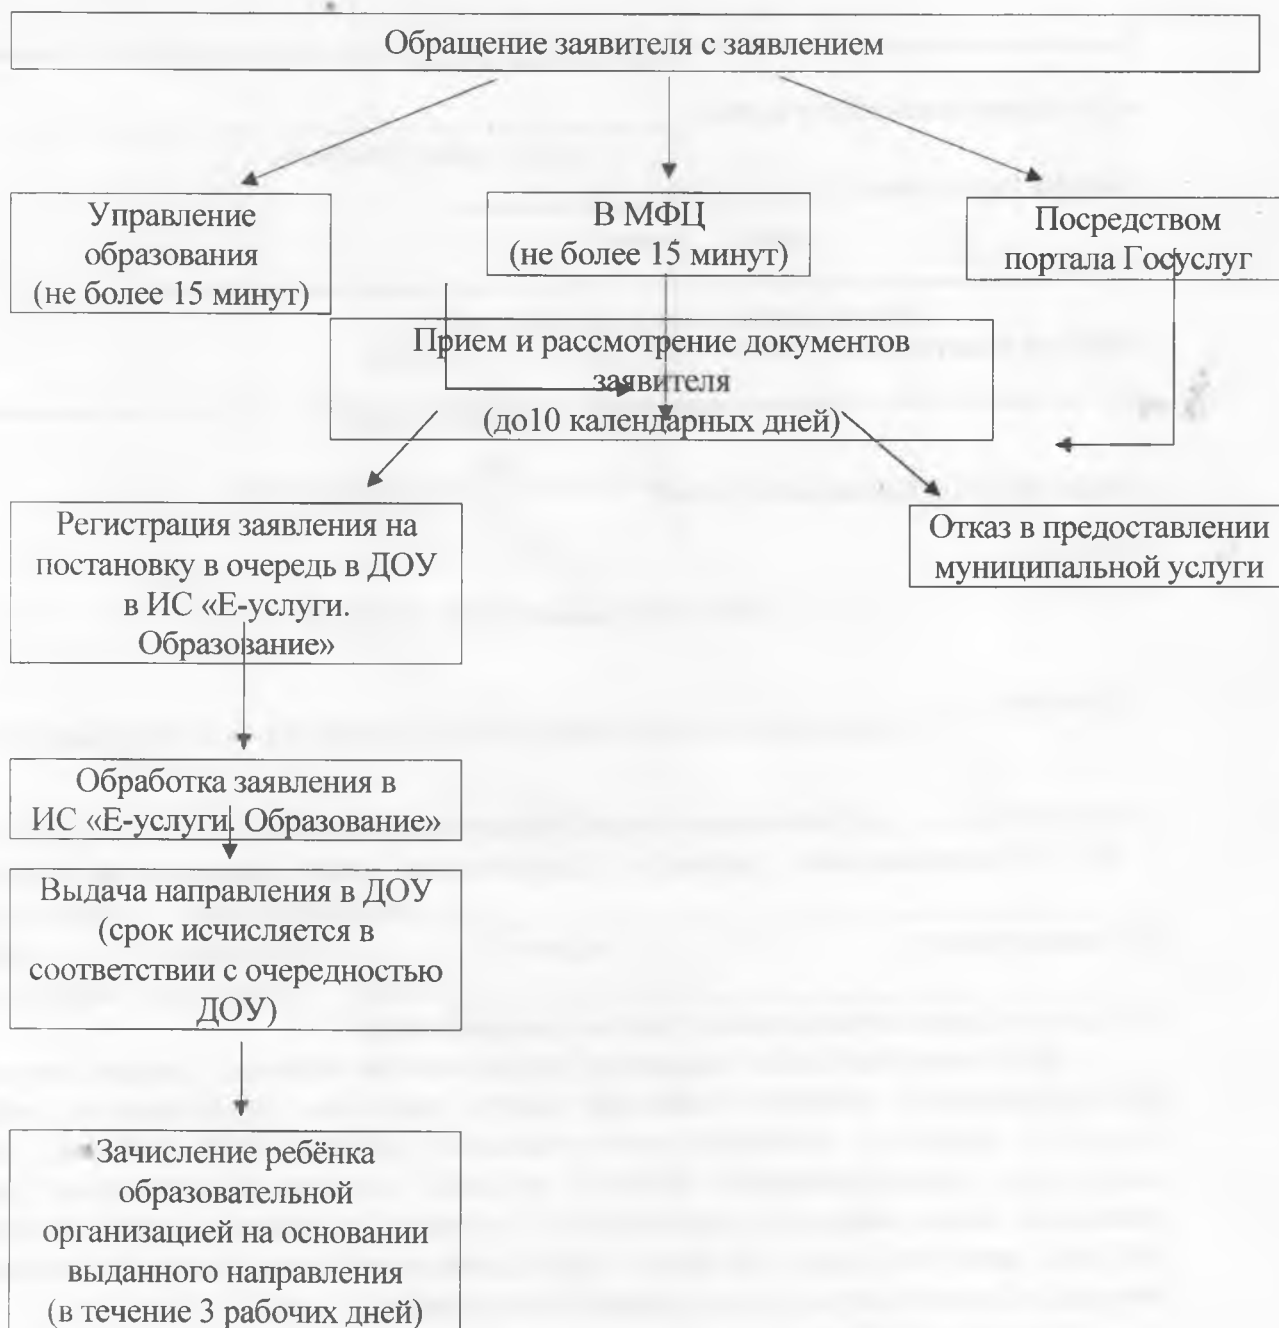 Обращение заявителя с заявлением
Управление
образования
(не более 15 минут)
В МФЦ
(не более 15 минут)
Посредством
портала Госуслуг
Прием и рассмотрение документов
заявителя
(до10 календарных дней)
Регистрация заявления на
постановку в очередь в ДОУ
в ИС «Е-услуги.
Образование»
Отказ в предоставлении
муниципальной услуги
Обработка заявления в
ИС «Е-услуги. Образование»
Выдача направления в ДОУ
(срок исчисляется в
соответствии с очередностью
ДОУ)
Зачисление ребёнка
образовательной
организацией на основании
выданного направления
(в течение 3 рабочих дней)